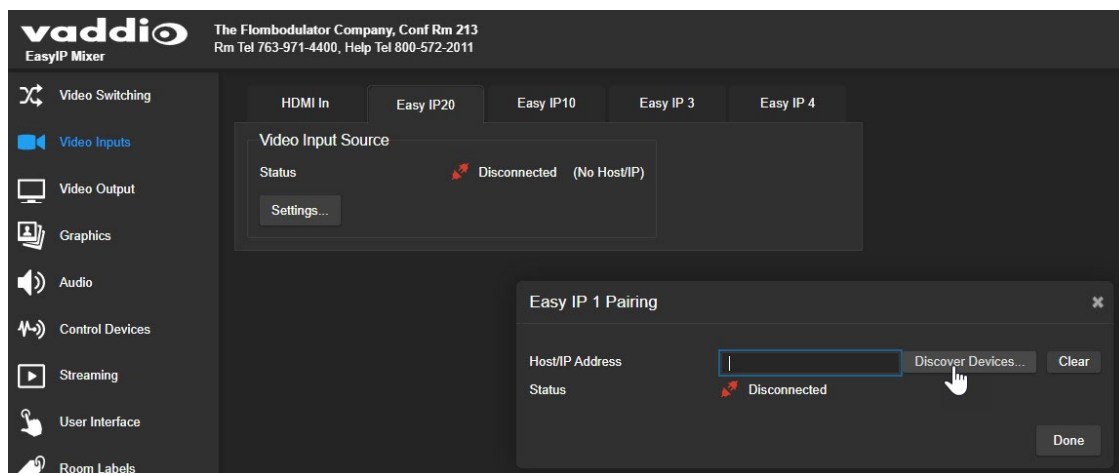 vaddio
EasyIP Mixer
The Flombodulator Company, Conf Rm 213
Rm Tel 763-971-4400, Help Tel 800-572-2011
Video Switching
Video Inputs
Video Output
Graphics
Audio
Control Devices
Streaming
User Interface
Room Labels
HDMI In Easy IP20 Easy IP10 Easy IP 3 Easy IP 4
Video Input Source
Status Disconnected (No Host/IP)
Settings...
Easy IP 1 Pairing
Host/IP Address Discover Devices... Clear
Status Disconnected
Done